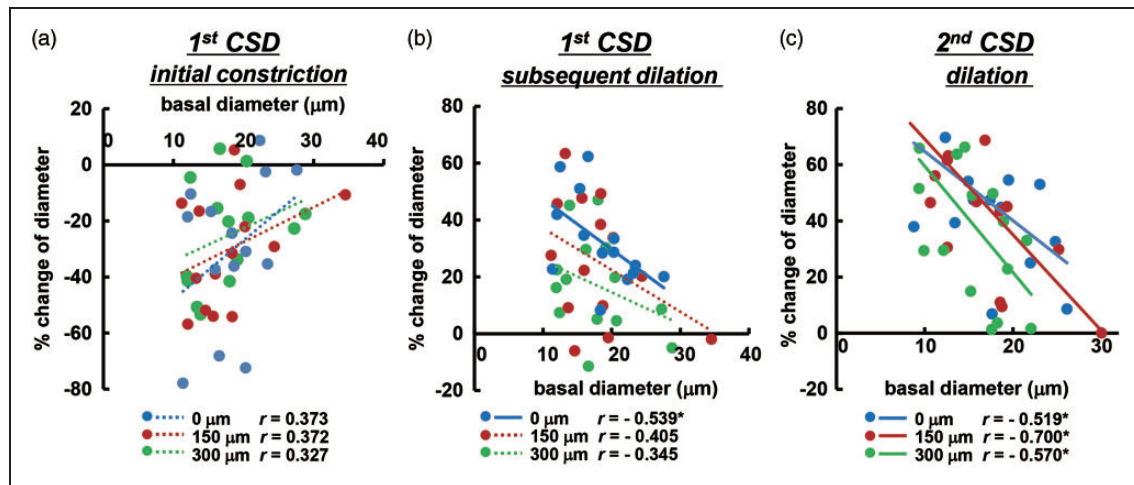 (a)
1st CSD
initial constriction
basal diameter (µm)
0 10 20 30 40
20
0
-20
-40
-60
-80
% change of diameter
0 µm r = 0.373
150 µm r = 0.372
300 µm r = 0.327
(b)
1st CSD
subsequent dilation
80
60
40
20
0
-20
% change of diameter
0 10 20 30 40
basal diameter (µm)
0 µm r = - 0.539*
150 µm r = - 0.405
300 µm r = - 0.345
(c)
2nd CSD
dilation
80
60
40
20
0
-20
% change of diameter
0 10 20 30
basal diameter (µm)
0 µm r = - 0.519*
150 µm r = - 0.700*
300 µm r = - 0.570*